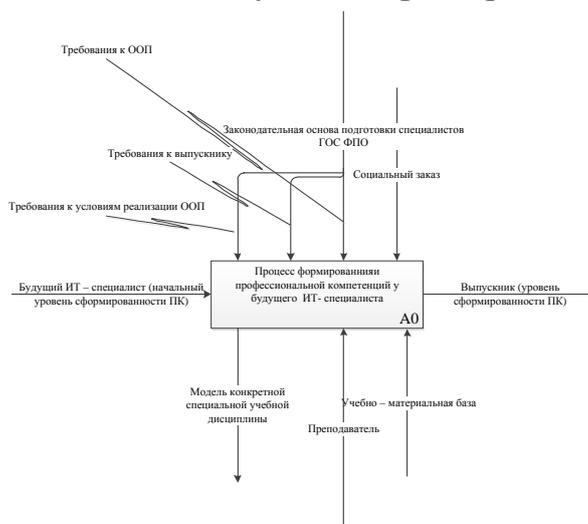 Требования к ООП
Законодательная основа подготовки специалистов
ГОС ФПО
Требования к выпускнику
Социальный заказ
Требования к условиям реализации ООП
Будущий ИТ – специалист (начальный
уровень сформированности ПК)
Процесс формированнияи
профессиональной компетенций у
будущего ИТ- специалиста
A0
Выпускник (уровень
сформированности ПК)
Модель конкретной
специальной учебной
дисциплины
Учебно – материальная база
Преподаватель